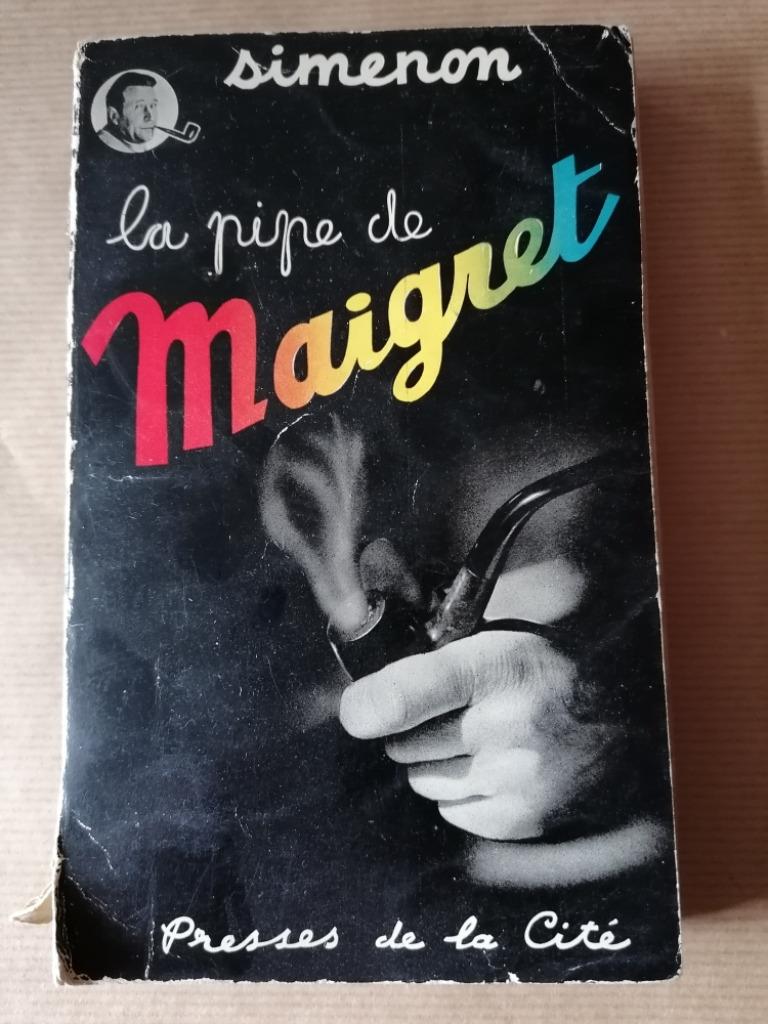 simenon
la pipe de
Maigret
Presses de la Cité